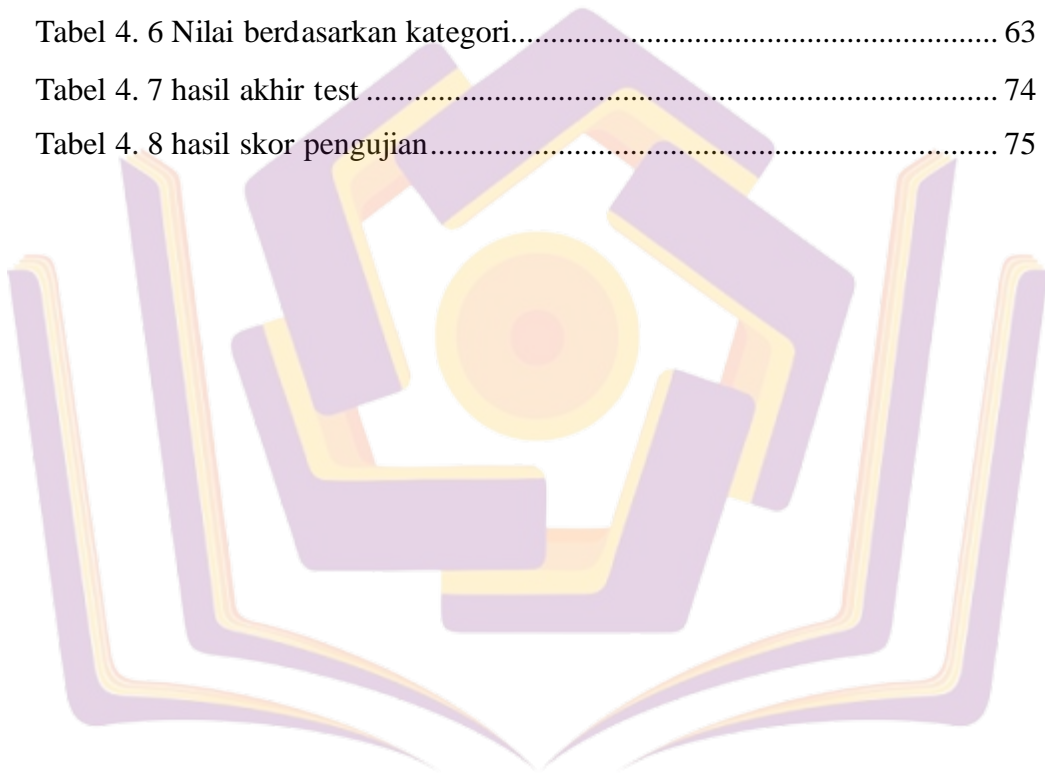 Tabel 4. 6 Nilai berdasarkan kategori............................................................. 63
Tabel 4. 7 hasil akhir test ............................................................................... 74
Tabel 4. 8 hasil skor pengujian....................................................................... 75